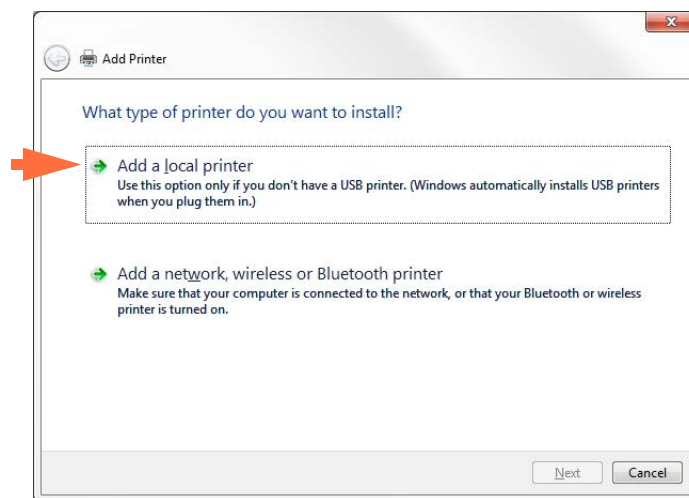 Add Printer
What type of printer do you want to install?
Add a local printer
Use this option only if you don't have a USB printer. (Windows automatically installs USB printers
when you plug them in.)
Add a network, wireless or Bluetooth printer
Make sure that your computer is connected to the network, or that your Bluetooth or wireless
printer is turned on.
Next Cancel